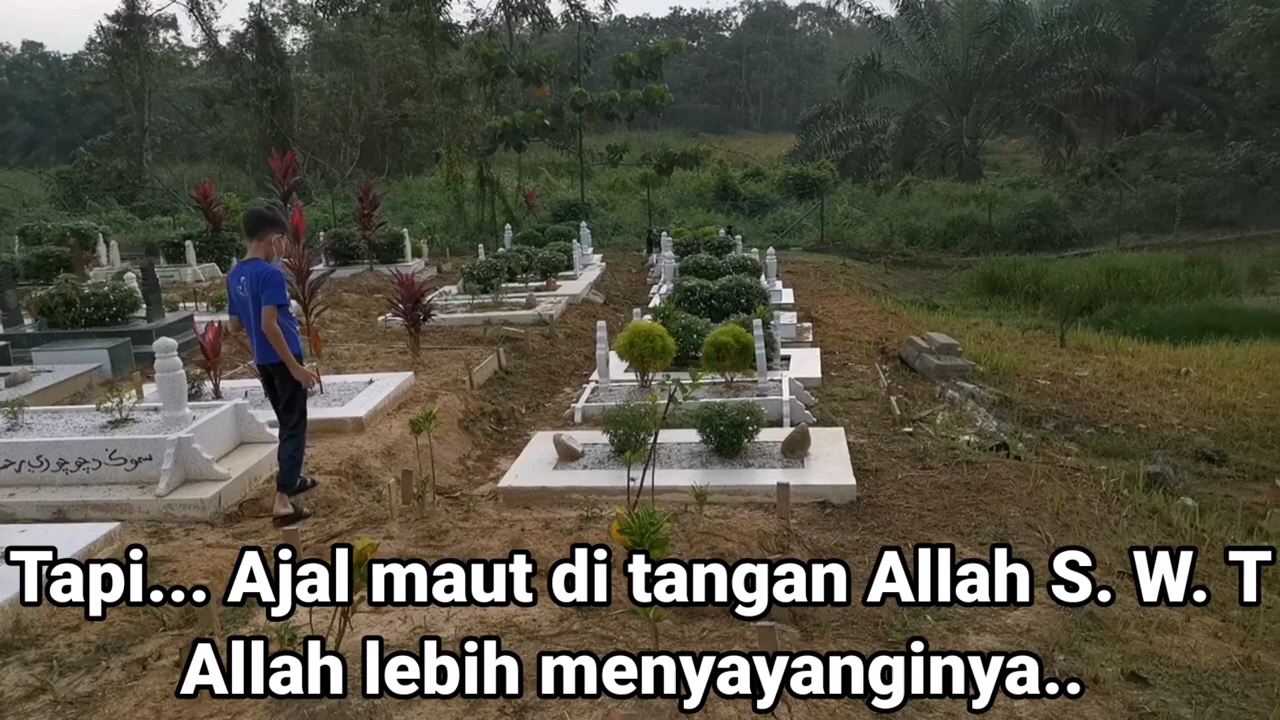 Tapi... Ajal maut di tangan Allah S. W. T
Allah lebih menyayanginya..